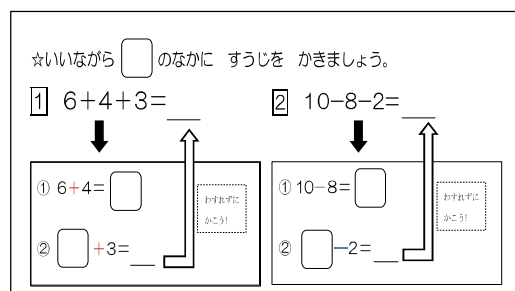 ☆いいながら □ のなかに すうじを かきましょう。
1 6+4+3=
2 10-8-2=
① 6+4=
わすれずに
かこう!
② +3=
① 10-8=
わすれずに
かこう!
② -2=